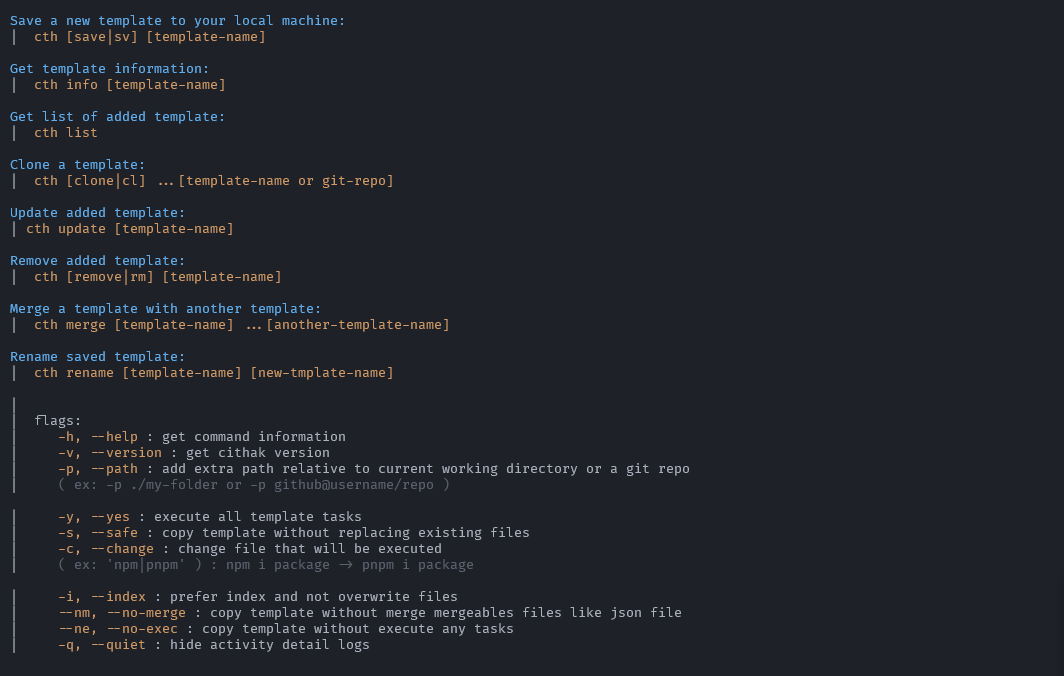 Save a new template to your local machine:
│  cth [save|sv] [template-name]
Get template information:
│  cth info [template-name]
Get list of added template:
│  cth list
Clone a template:
│  cth [clone|cl] ...[template-name or git-repo]
Update added template:
│ cth update [template-name]
Remove added template:
│  cth [remove|rm] [template-name]
Merge a template with another template:
│  cth merge [template-name] ...[another-template-name]
Rename saved template:
│  cth rename [template-name] [new-tmplate-name]
│
│  flags:
│     -h, --help : get command information
│     -v, --version : get cithak version
│     -p, --path : add extra path relative to current working directory or a git repo
│     ( ex: -p ./my-folder or -p github@username/repo )
│     -y, --yes : execute all template tasks
│     -s, --safe : copy template without replacing existing files
│     -c, --change : change file that will be executed
│     ( ex: 'npm|pnpm' ) : npm i package -> pnpm i package
│     -i, --index : prefer index and not overwrite files
│     --nm, --no-merge : copy template without merge mergeables files like json file
│     --ne, --no-exec : copy template without execute any tasks
│     -q, --quiet : hide activity detail logs